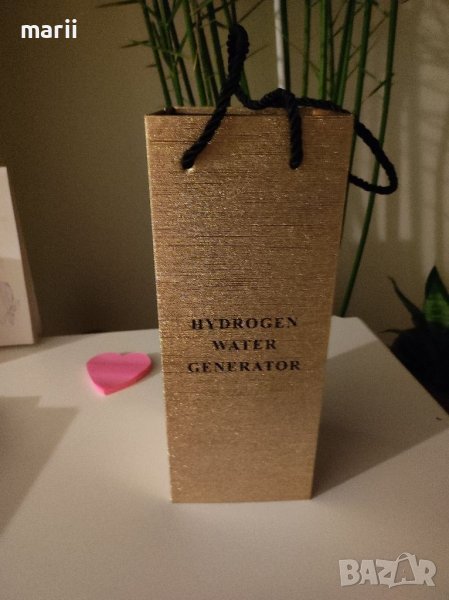 marii
HYDROGEN
WATER
GENERATOR
BAZAR